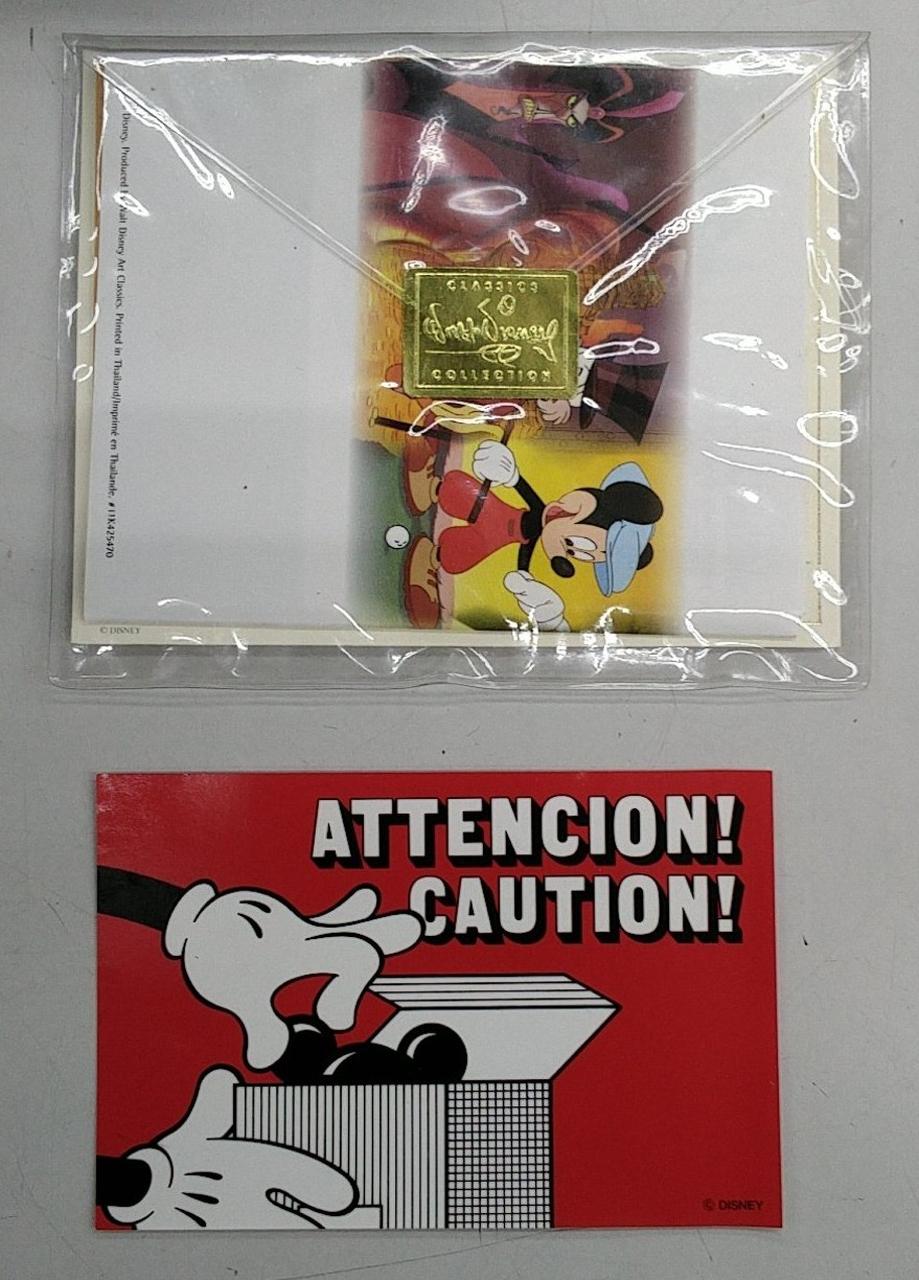 Disney. Produced by Walt Disney Art Classics. Printed in Thailand/Imprimé en Thaïlande. #11K425470
CLASSICS
Walt Disney
COLLECTION
© DISNEY
ATTENCION!
CAUTION!
© DISNEY